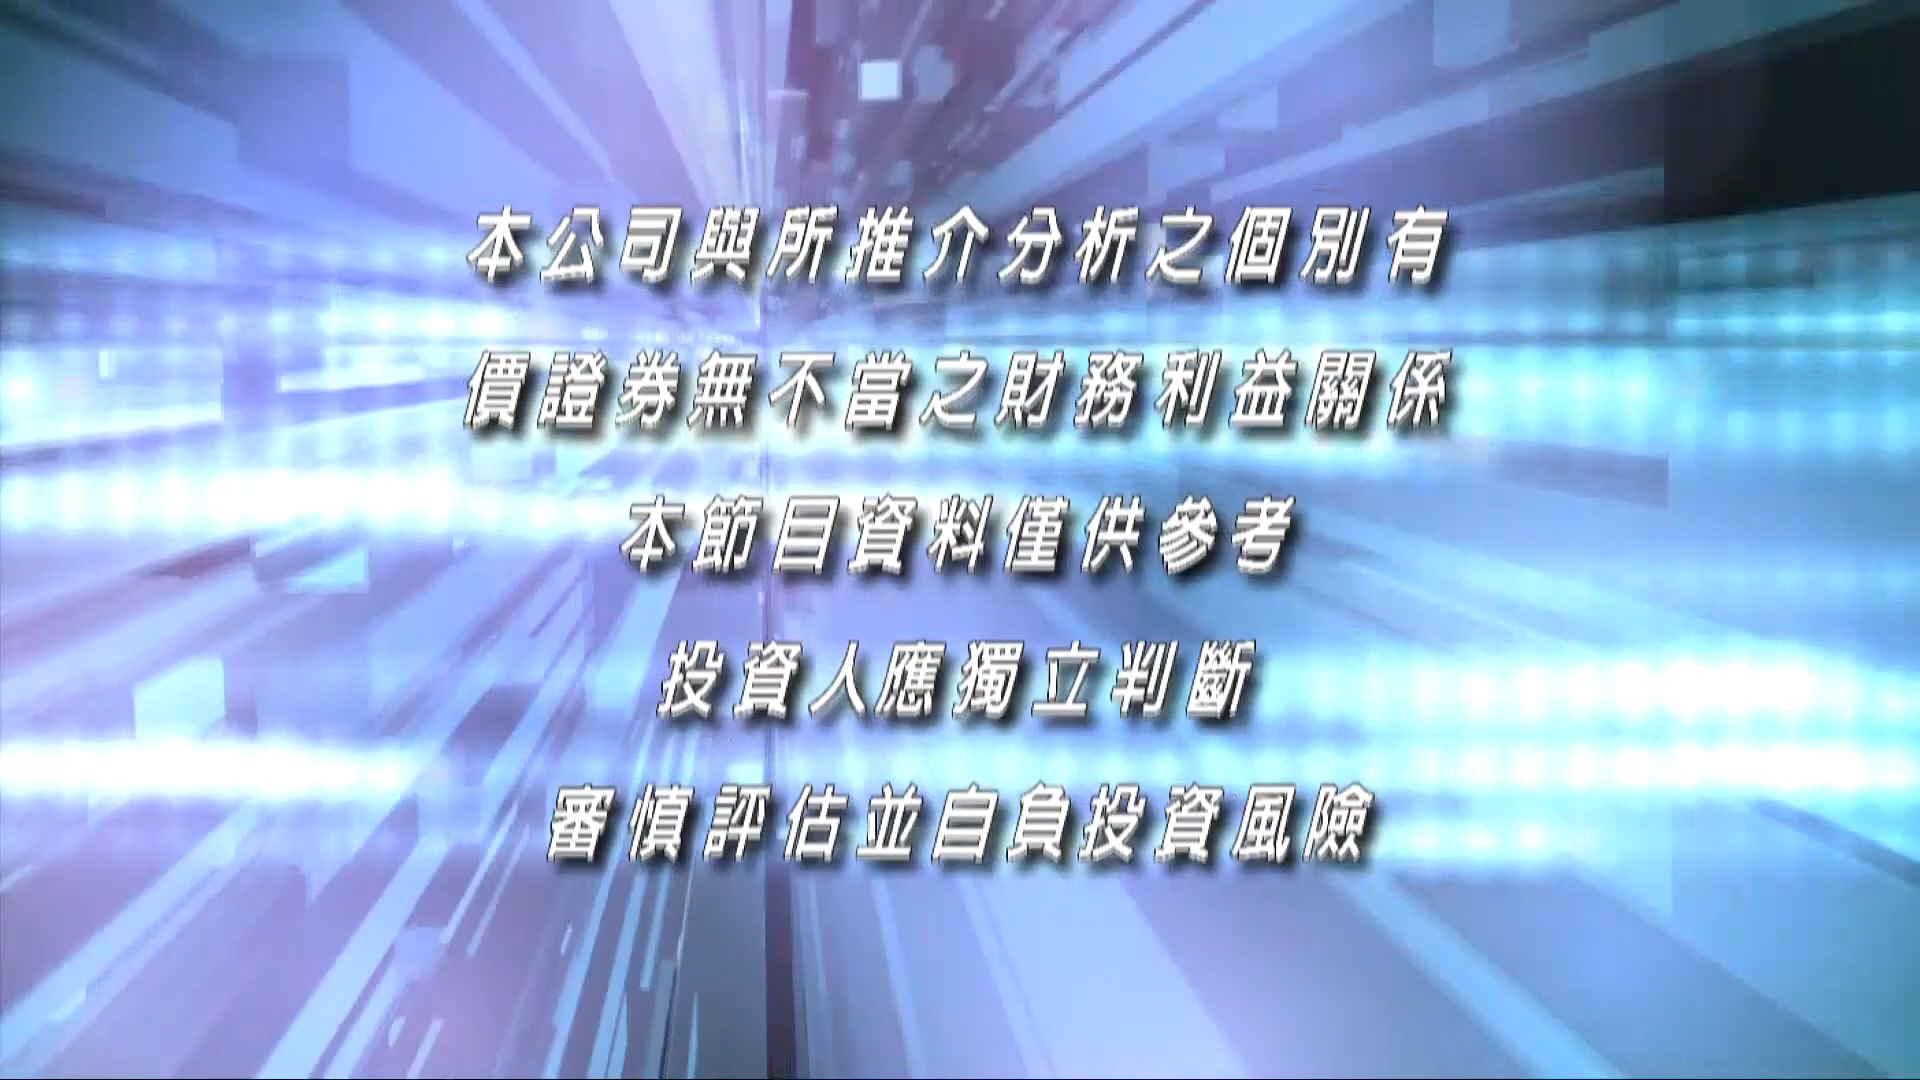 本公司與所推介分析之個別有
價證券無不當之財務利益關係
本節目資料僅供參考
投資人應獨立判斷
審慎評估並自負投資風險